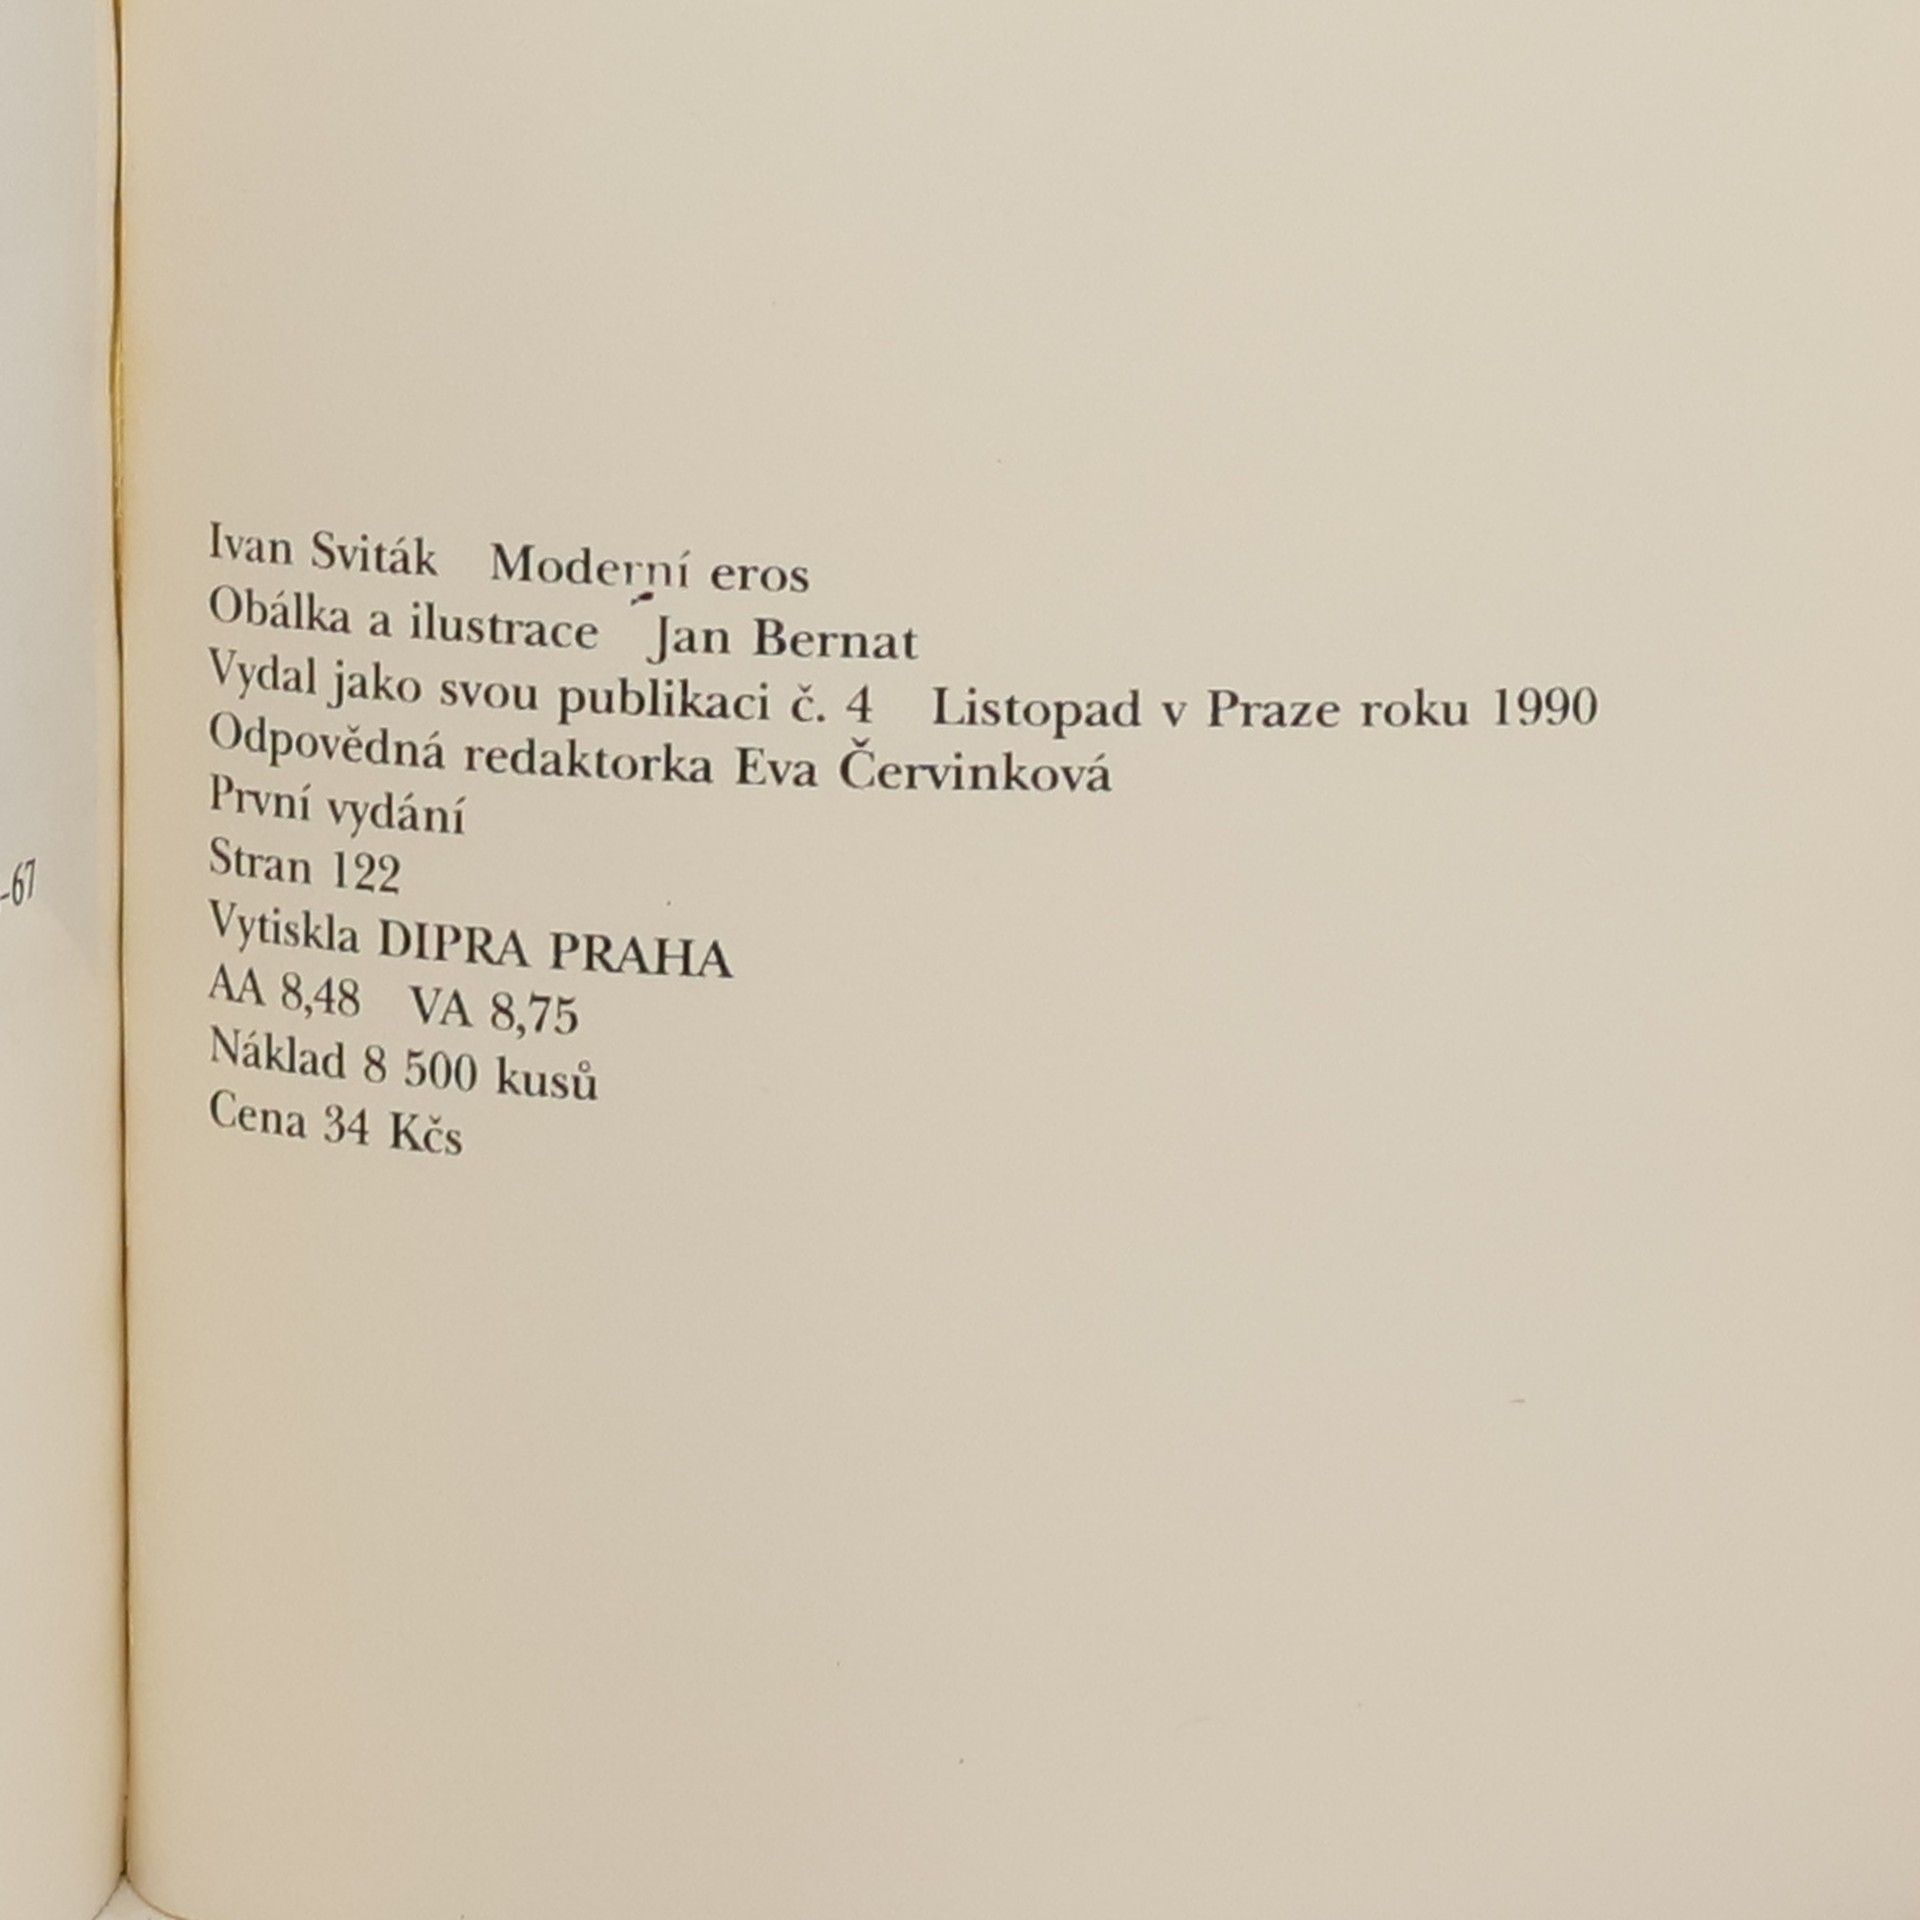 Ivan Sviták Moderní eros
Obálka a ilustrace Jan Bernat
Vydal jako svou publikaci č. 4 Listopad v Praze roku 1990
Odpovědná redaktorka Eva Červinková
První vydání
Stran 122
Vytiskla DIPRA PRAHA
AA 8,48 VA 8,75
Náklad 8 500 kusů
Cena 34 Kčs
-67